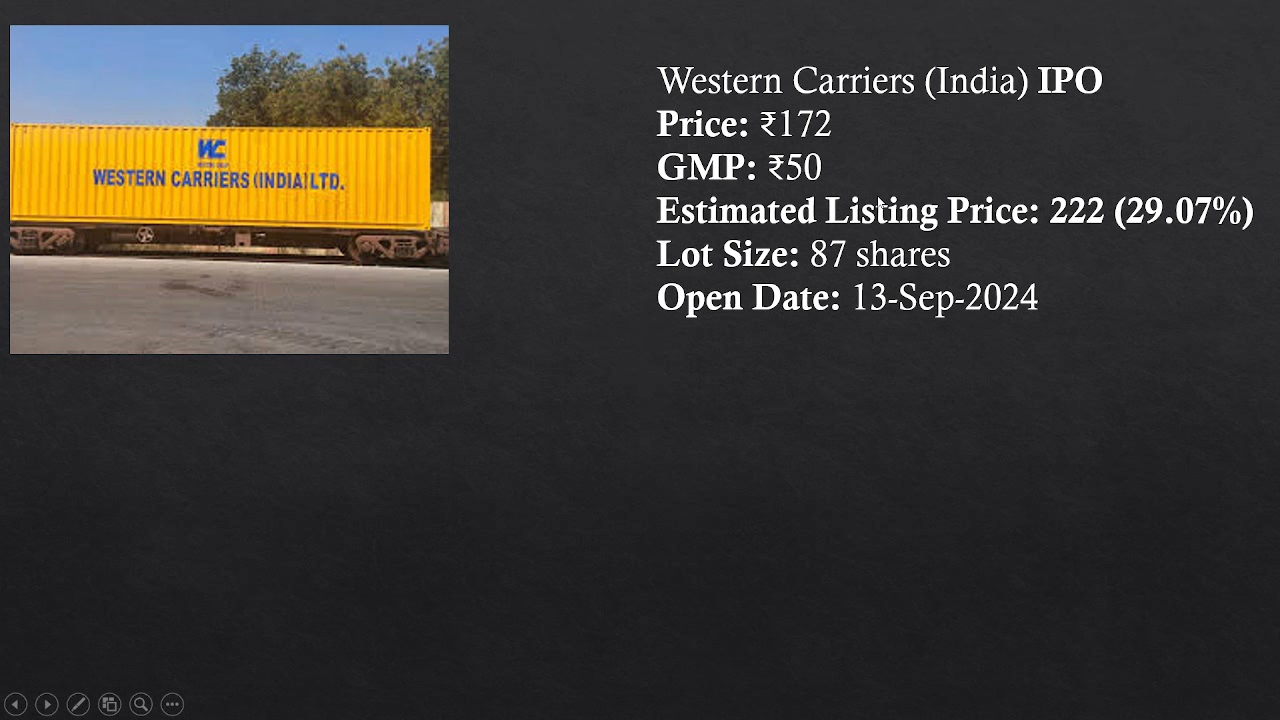 WESTERN CARRIERS (INDIA) LTD.
Western Carriers (India) IPO
Price: ₹172
GMP: ₹50
Estimated Listing Price: 222 (29.07%)
Lot Size: 87 shares
Open Date: 13-Sep-2024